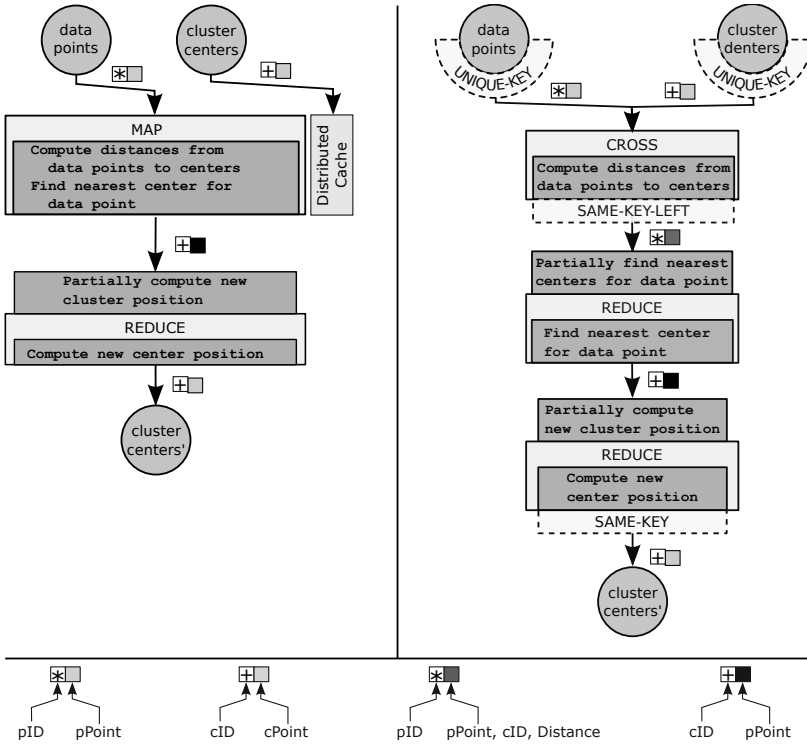 data
points
cluster
centers
MAP
Compute distances from
data points to centers
Find nearest center for
data point
Distributed
Cache
Partially compute new
cluster position
REDUCE
Compute new center position
cluster
centers'
data
points
UNIQUE-KEY
cluster
denters
UNIQUE-KEY
CROSS
Compute distances from
data points to centers
SAME-KEY-LEFT
Partially find nearest
centers for data point
REDUCE
Find nearest center
for data point
Partially compute
new cluster position
REDUCE
Compute new
center position
SAME-KEY
cluster
centers'
pID pPoint
cID cPoint
pID pPoint, cID, Distance
cID pPoint